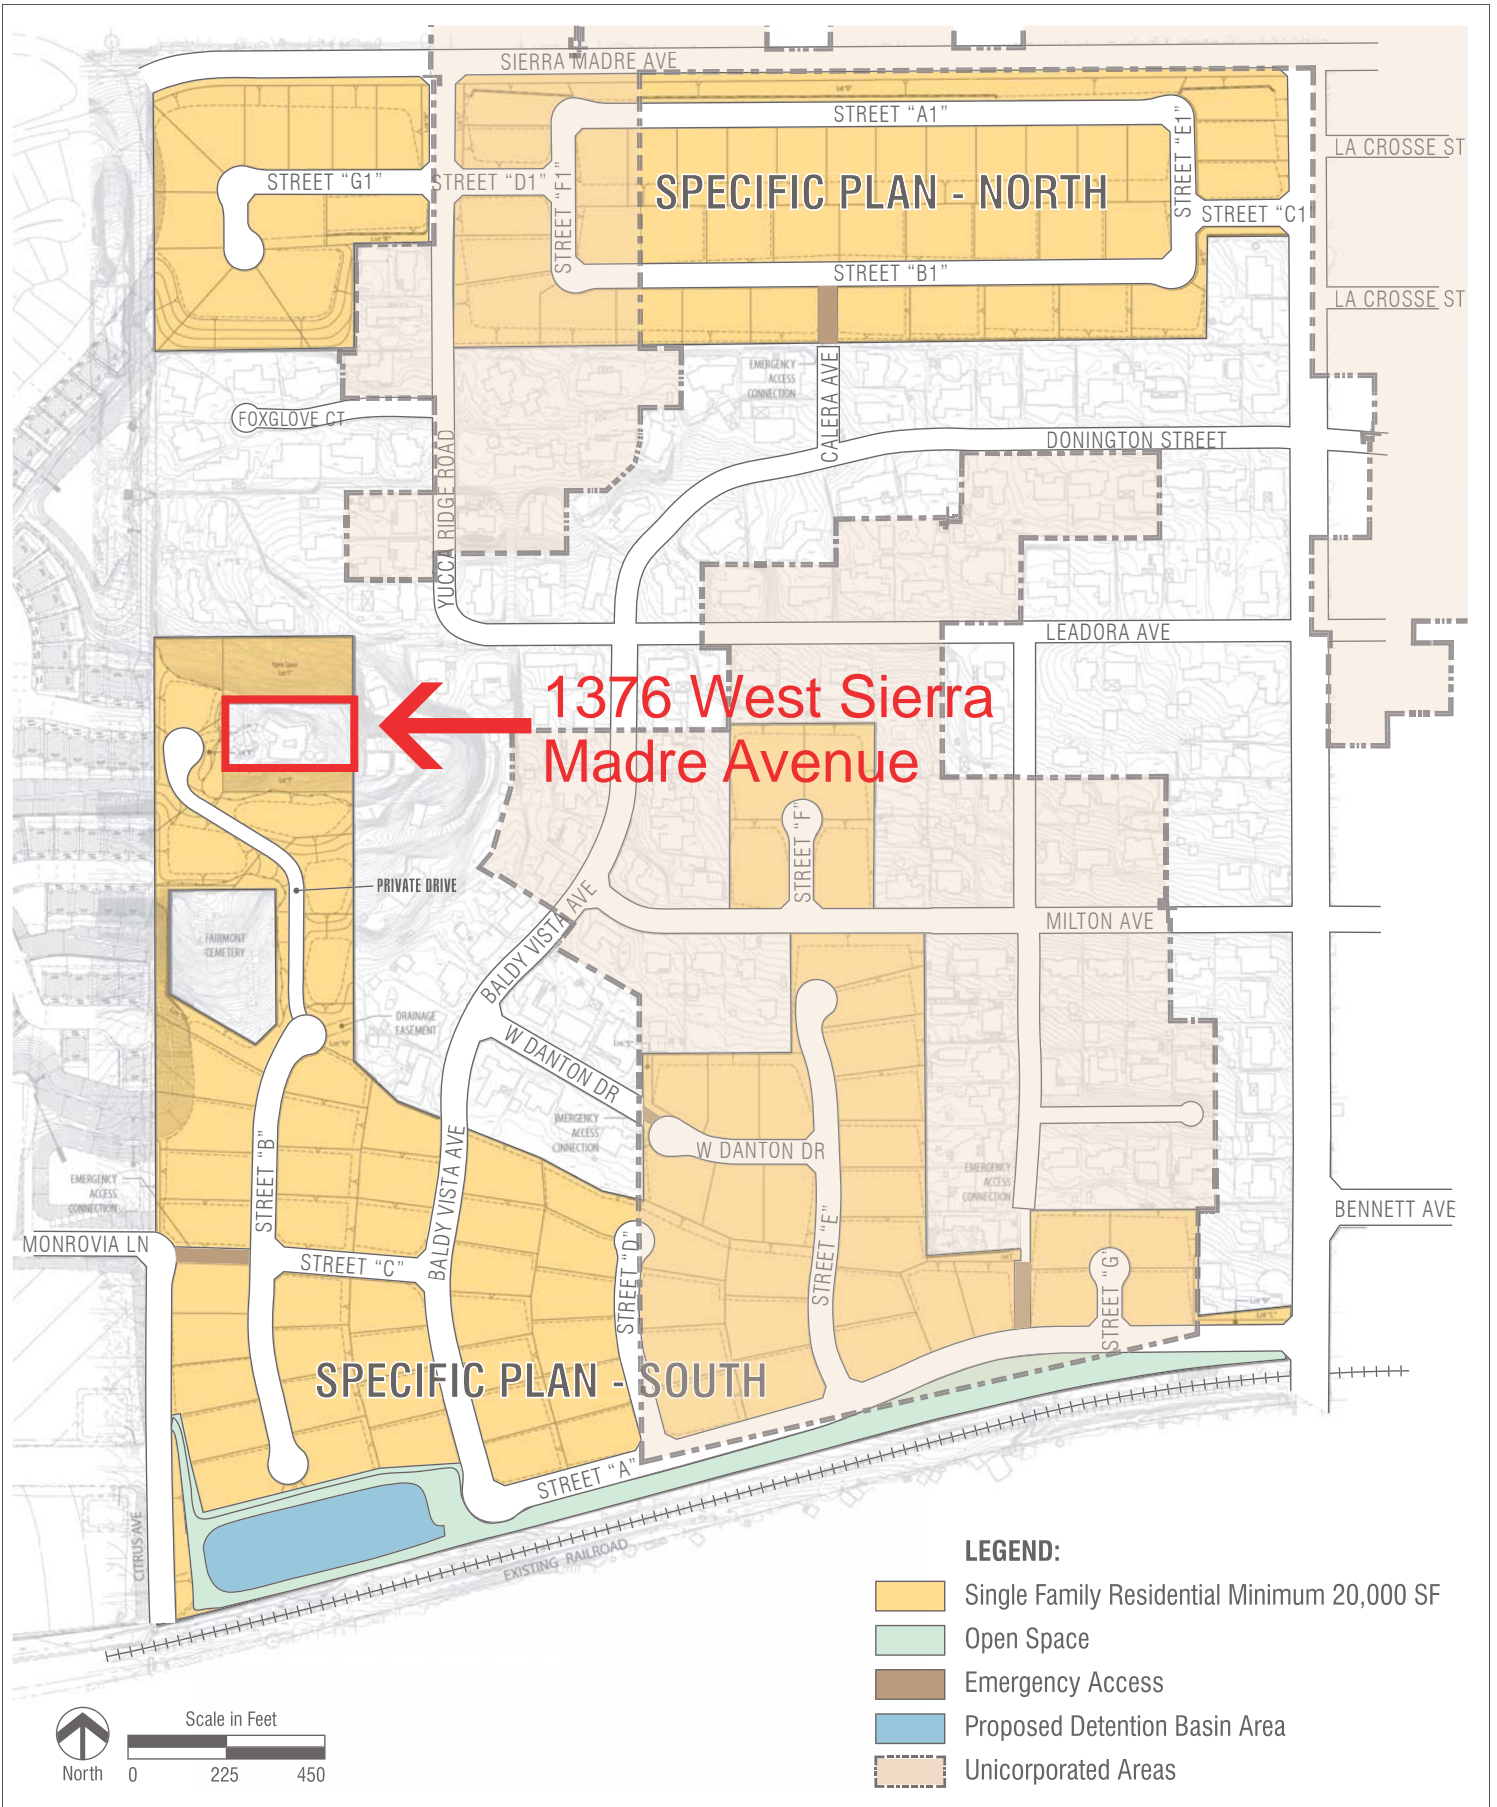 SIERRA MADRE AVE
STREET “A1”
STREET “E1”
LA CROSSE ST
STREET “G1”
STREET “D1”
STREET “F1
SPECIFIC PLAN - NORTH
STREET “C1”
STREET “B1”
LA CROSSE ST
EMERGENCY
ACCESS
CONNECTION
CALERA AVE
FOXGLOVE CT
YUCCA RIDGE ROAD
DONINGTON STREET
LEADORA AVE
Open Space
1376 West Sierra
Madre Avenue
STREET “F”
PRIVATE DRIVE
BALDY VISTA AVE
MILTON AVE
FAIRMONT
CEMETERY
DRAINAGE
EASEMENT
W DANTON DR
EMERGENCY
ACCESS
CONNECTION
W DANTON DR
STREET “B”
BALDY VISTA AVE
EMERGENCY
ACCESS
CONNECTION
EMERGENCY
ACCESS
CONNECTION
BENNETT AVE
MONROVIA LN
STREET “C”
STREET “D”
STREET “E”
STREET “G”
SPECIFIC PLAN - SOUTH
STREET “A”
CITRUS AVE
EXISTING RAILROAD
LEGEND:
Single Family Residential Minimum 20,000 SF
Open Space
Emergency Access
Proposed Detention Basin Area
Unicorporated Areas
Scale in Feet
North 0 225 450